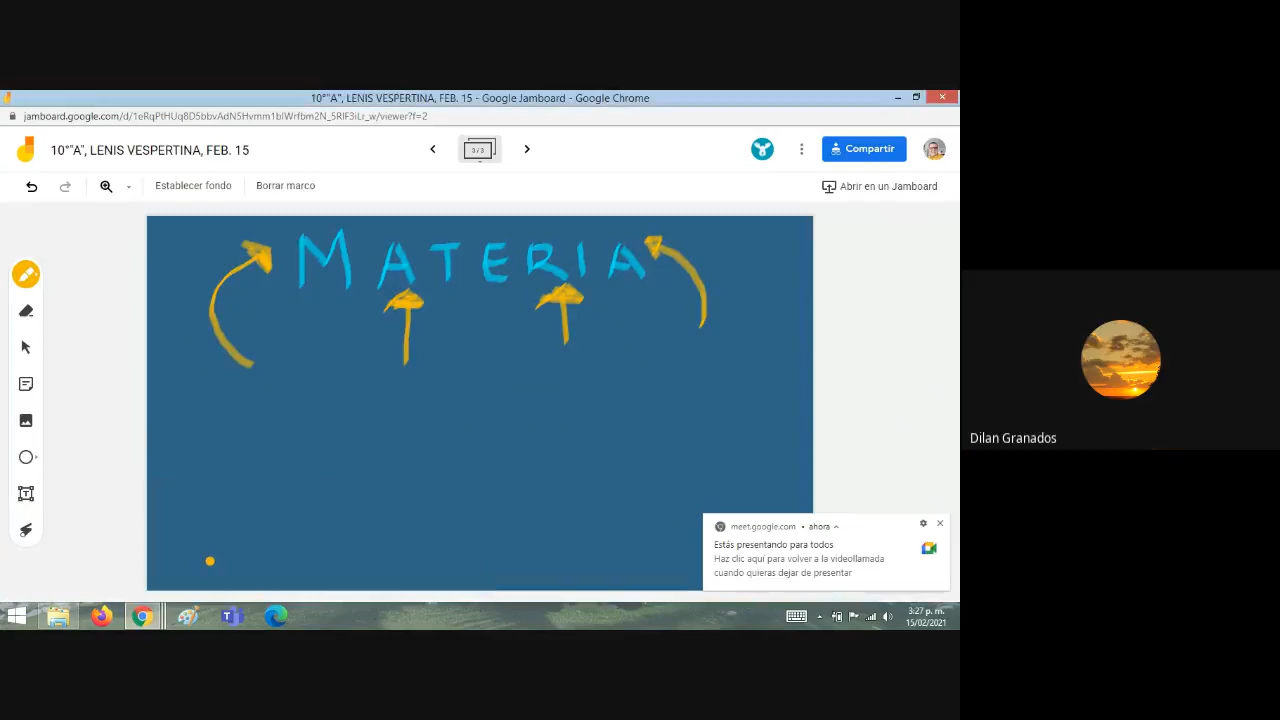 10°"A", LENIS VESPERTINA, FEB. 15 - Google Jamboard - Google Chrome
jamboard.google.com/d/1eRqPtHUq8D5bbvAdN5Hvmm1blWrfbm2N_5RlF3iLr_w/viewer?f=2
10°"A", LENIS VESPERTINA, FEB. 15
3/3
Compartir
Establecer fondo
Borrar marco
Abrir en un Jamboard
MATERIA
Dilan Granados
meet.google.com • ahora
Estás presentando para todos
Haz clic aquí para volver a la videollamada
cuando quieras dejar de presentar
3:27 p. m.
15/02/2021